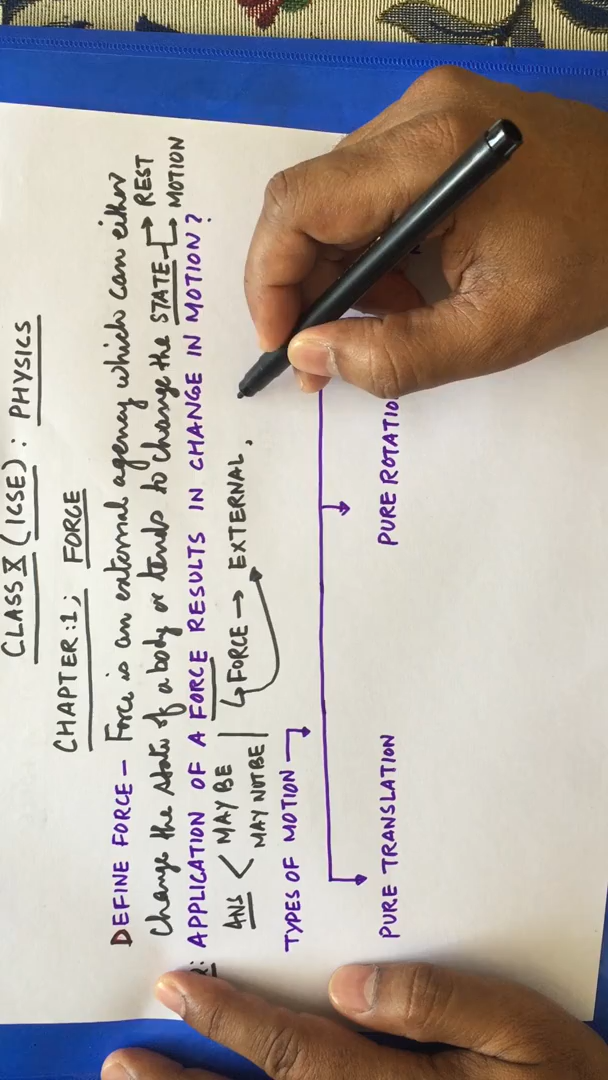 CLASS X (ICSE) : PHYSICS
CHAPTER:1; FORCE
DEFINE FORCE - Force is an external agency which can either
change the state of a body or tends to change the STATE → REST
→ MOTION
Q: APPLICATION OF A FORCE RESULTS IN CHANGE IN MOTION?
ANS < MAY BE
MAY NOT BE
↳ FORCE → EXTERNAL,
TYPES OF MOTION
PURE TRANSLATION
PURE ROTATIO